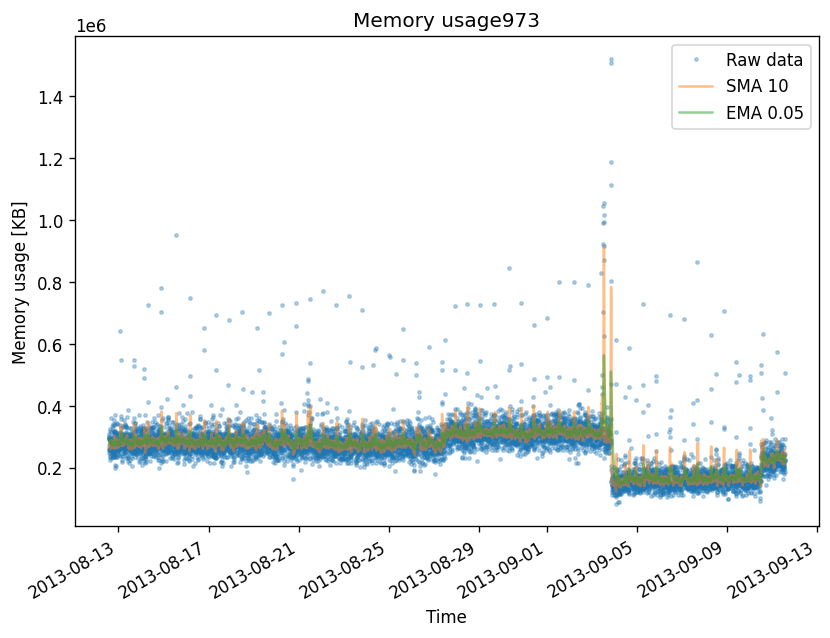 Memory usage973
1e6
Raw data
SMA 10
EMA 0.05
1.4
1.2
1.0
0.8
0.6
0.4
0.2
Memory usage [KB]
2013-08-13
2013-08-17
2013-08-21
2013-08-25
2013-08-29
2013-09-01
2013-09-05
2013-09-09
2013-09-13
Time